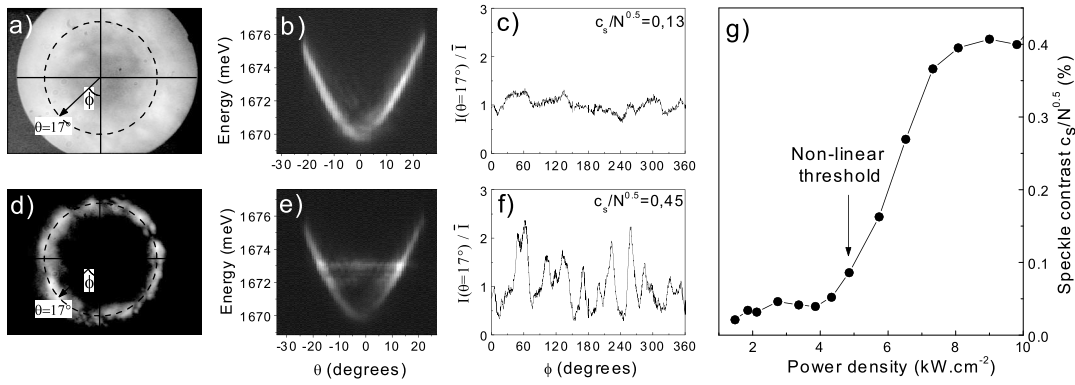 a)
ϕ
θ=17°
b)
Energy (meV)
1676
1674
1672
1670
-30 -20 -10 0 10 20 30
c)
c_s/N^0.5=0,13
I(θ=17°) / Ī
3
2
1
0
0 60 120 180 240 300 360
d)
ϕ
θ=17°
e)
Energy (meV)
1676
1674
1672
1670
-30 -20 -10 0 10 20 30
θ (degrees)
f)
c_s/N^0.5=0,45
I(θ=17°) / Ī
3
2
1
0
0 60 120 180 240 300 360
ϕ (degrees)
g)
Non-linear
threshold
0.4
0.3
0.2
0.1
0.0
Speckle contrast c_s/N^0.5 (%)
2 4 6 8 10
Power density (kW.cm^-2)